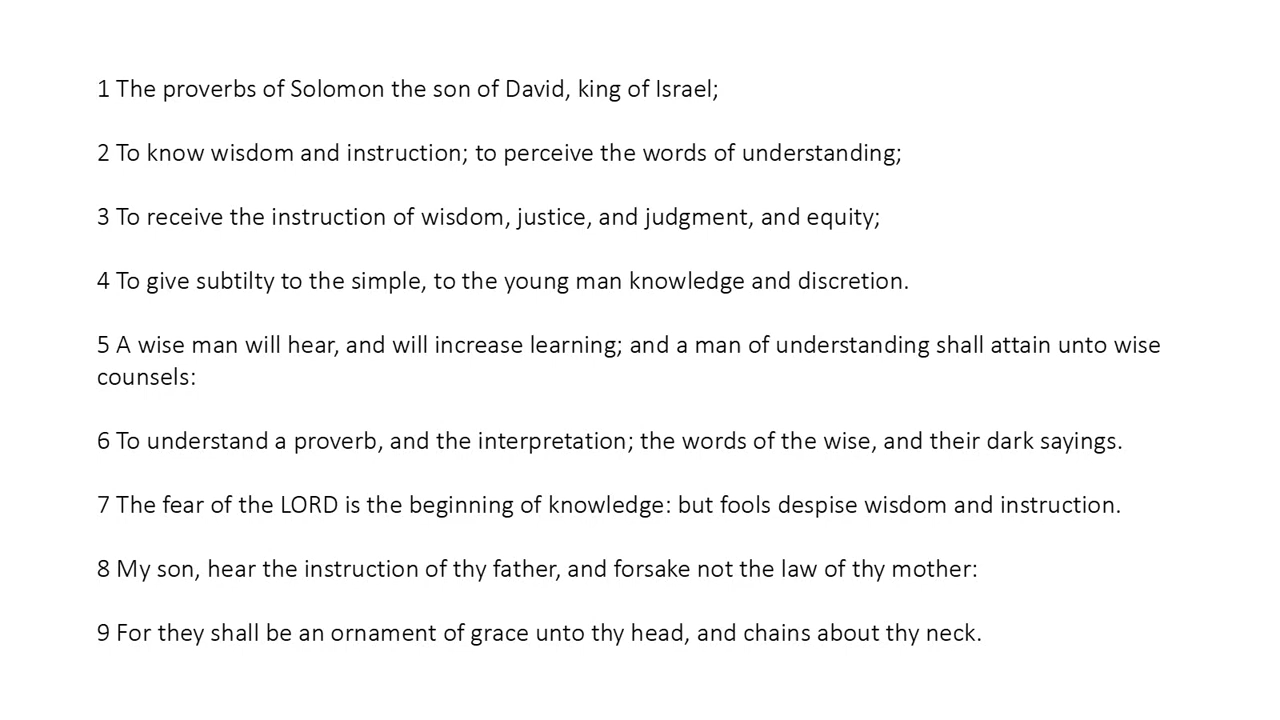 1 The proverbs of Solomon the son of David, king of Israel;
2 To know wisdom and instruction; to perceive the words of understanding;
3 To receive the instruction of wisdom, justice, and judgment, and equity;
4 To give subtilty to the simple, to the young man knowledge and discretion.
5 A wise man will hear, and will increase learning; and a man of understanding shall attain unto wise
counsels:
6 To understand a proverb, and the interpretation; the words of the wise, and their dark sayings.
7 The fear of the LORD is the beginning of knowledge: but fools despise wisdom and instruction.
8 My son, hear the instruction of thy father, and forsake not the law of thy mother:
9 For they shall be an ornament of grace unto thy head, and chains about thy neck.